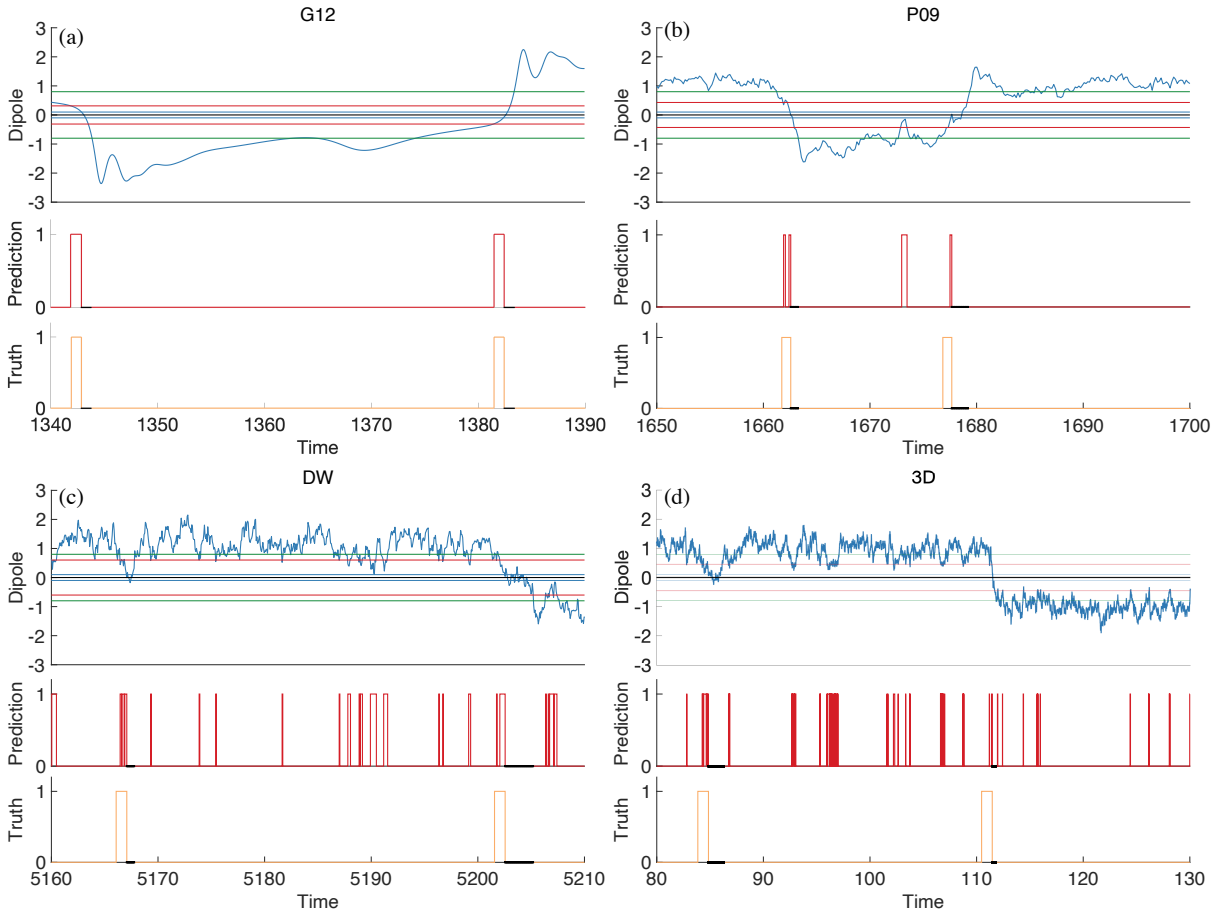 G12
(a)
3
2
1
0
-1
-2
-3
Dipole
1
0
Prediction
1
0
Truth
1340 1350 1360 1370 1380 1390
Time
P09
(b)
3
2
1
0
-1
-2
-3
Dipole
1
0
Prediction
1
0
Truth
1650 1660 1670 1680 1690 1700
Time
DW
(c)
3
2
1
0
-1
-2
-3
Dipole
1
0
Prediction
1
0
Truth
5160 5170 5180 5190 5200 5210
Time
3D
(d)
3
2
1
0
-1
-2
-3
Dipole
1
0
Prediction
1
0
Truth
80 90 100 110 120 130
Time